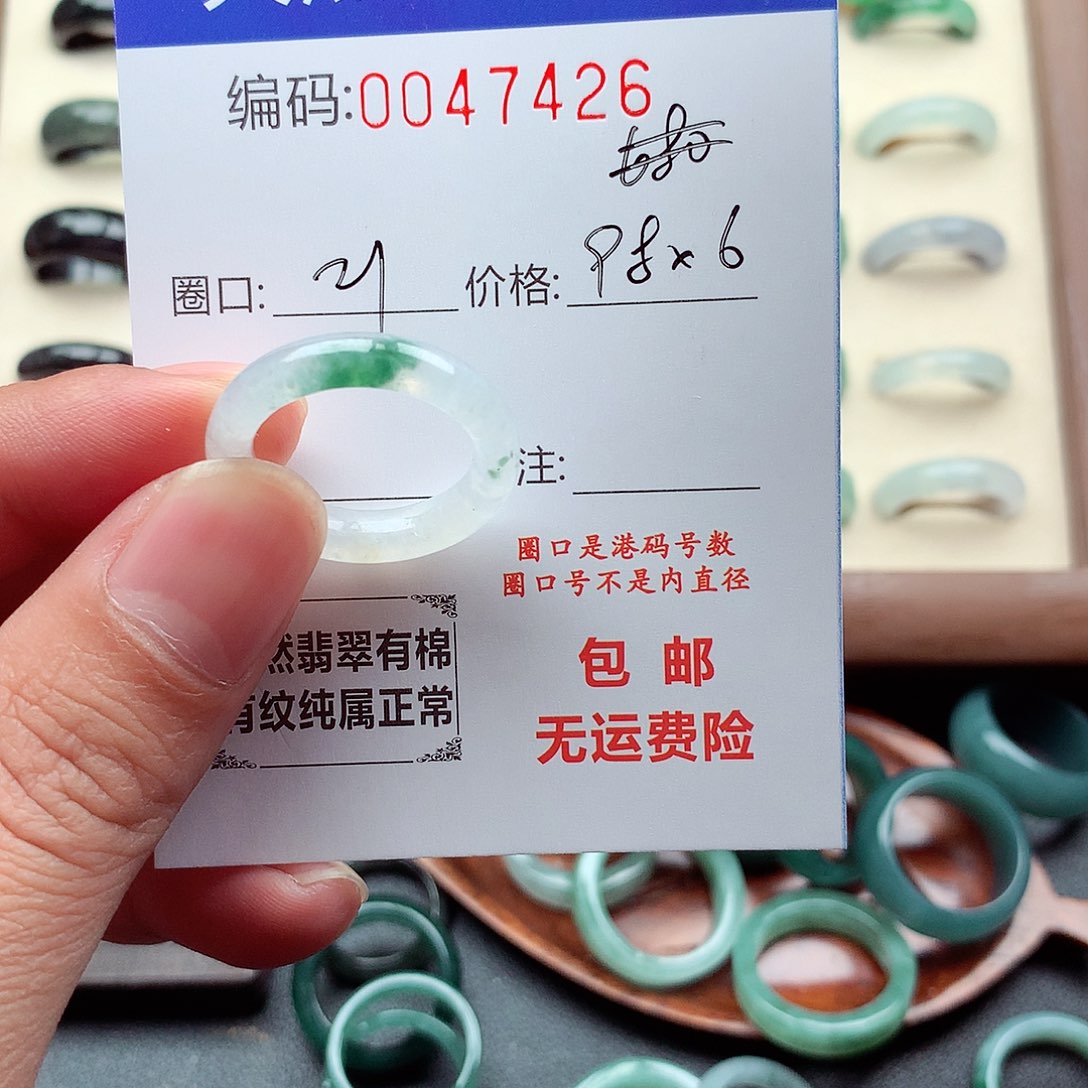 编码:0047426
圈口: 21 价格: 98×6
注:
圈口是港码号数
圈口号不是内直径
然翡翠有棉
有纹纯属正常
包 邮
无运费险